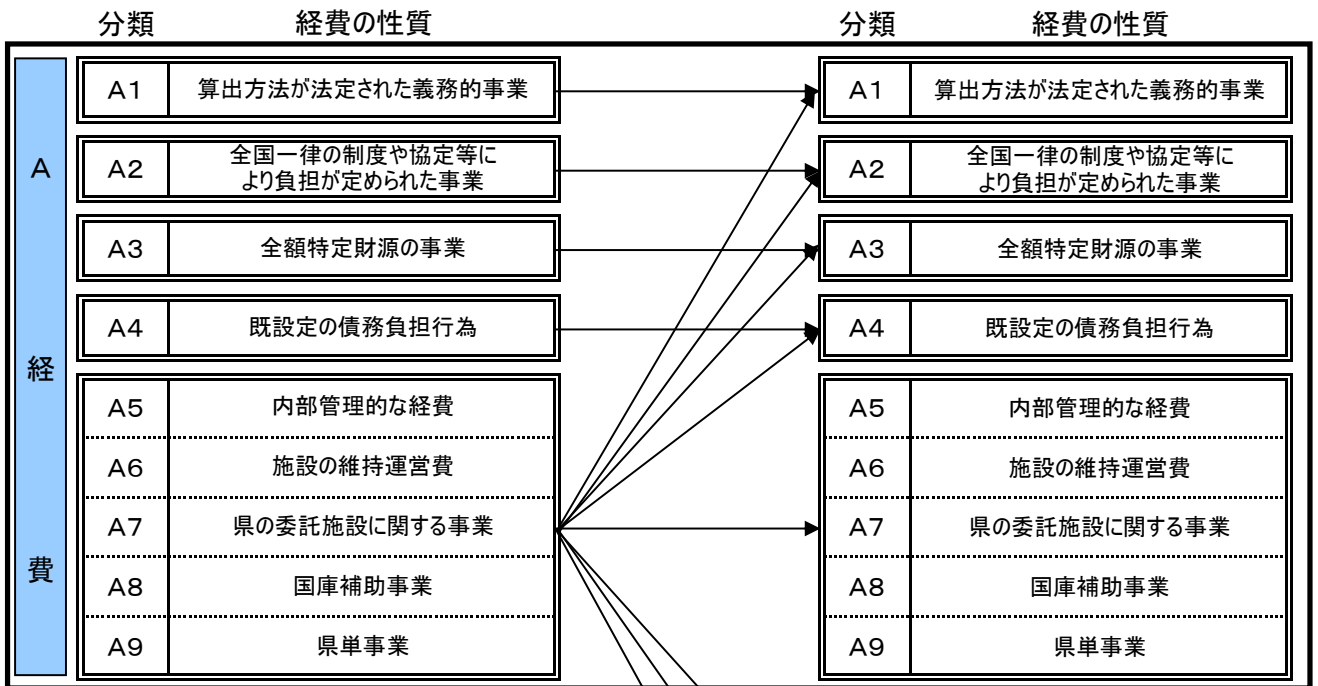 分類 経費の性質 分類 経費の性質
A1 算出方法が法定された義務的事業 A1 算出方法が法定された義務的事業
A A2 全国一律の制度や協定等に
より負担が定められた事業 A2 全国一律の制度や協定等に
より負担が定められた事業
A3 全額特定財源の事業 A3 全額特定財源の事業
A4 既設定の債務負担行為 A4 既設定の債務負担行為
経
A5 内部管理的な経費 A5 内部管理的な経費
A6 施設の維持運営費 A6 施設の維持運営費
A7 県の委託施設に関する事業 A7 県の委託施設に関する事業
費
A8 国庫補助事業 A8 国庫補助事業
A9 県単事業 A9 県単事業